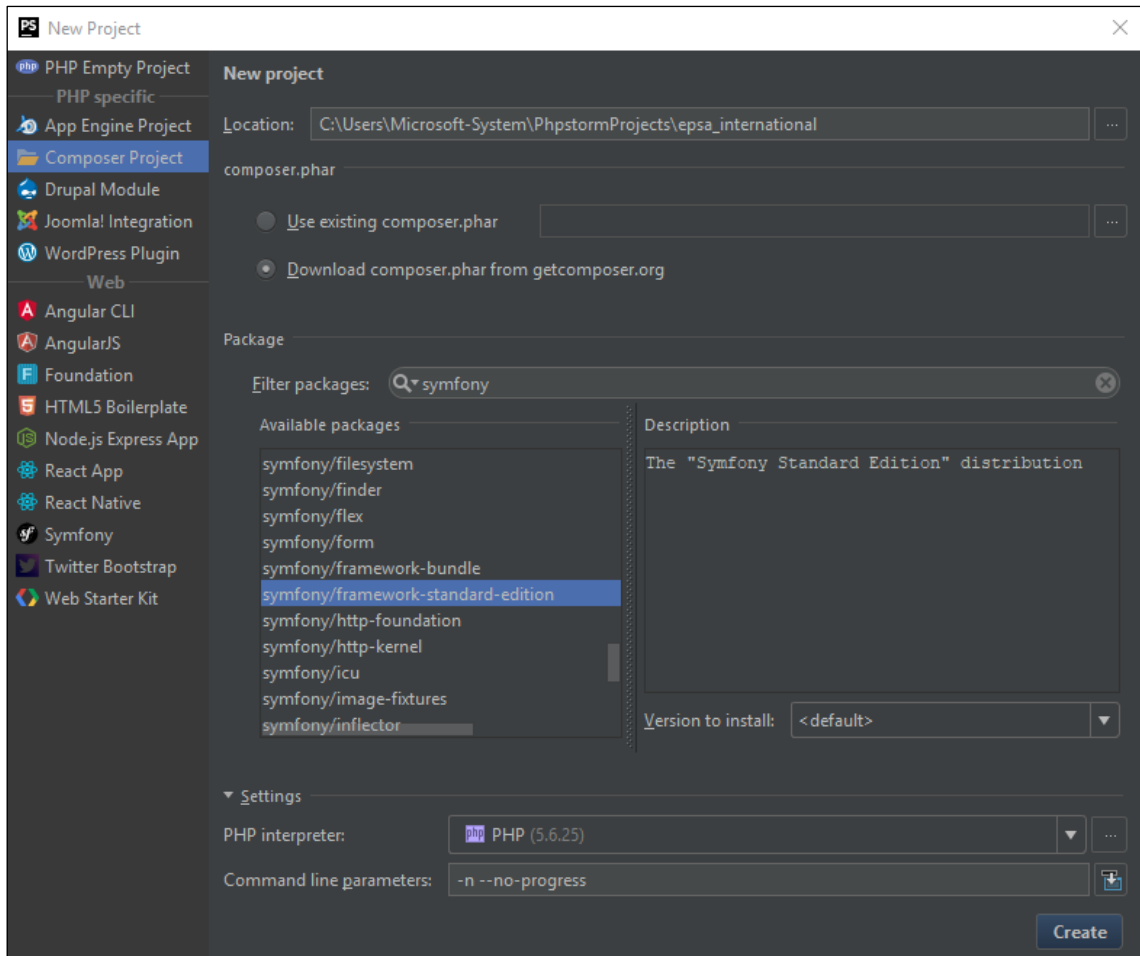 PS New Project
php PHP Empty Project
PHP specific
App Engine Project
Composer Project
Drupal Module
Joomla! Integration
WordPress Plugin
Web
Angular CLI
AngularJS
Foundation
HTML5 Boilerplate
Node.js Express App
React App
React Native
Symfony
Twitter Bootstrap
Web Starter Kit
New project
Location: C:\Users\Microsoft-System\PhpstormProjects\epsa_international ...
composer.phar
Use existing composer.phar ...
Download composer.phar from getcomposer.org
Package
Filter packages: symfony
Available packages
symfony/filesystem
symfony/finder
symfony/flex
symfony/form
symfony/framework-bundle
symfony/framework-standard-edition
symfony/http-foundation
symfony/http-kernel
symfony/icu
symfony/image-fixtures
symfony/inflector
Description
The "Symfony Standard Edition" distribution
Version to install: <default>
Settings
PHP interpreter: php PHP (5.6.25) ...
Command line parameters: -n --no-progress
Create